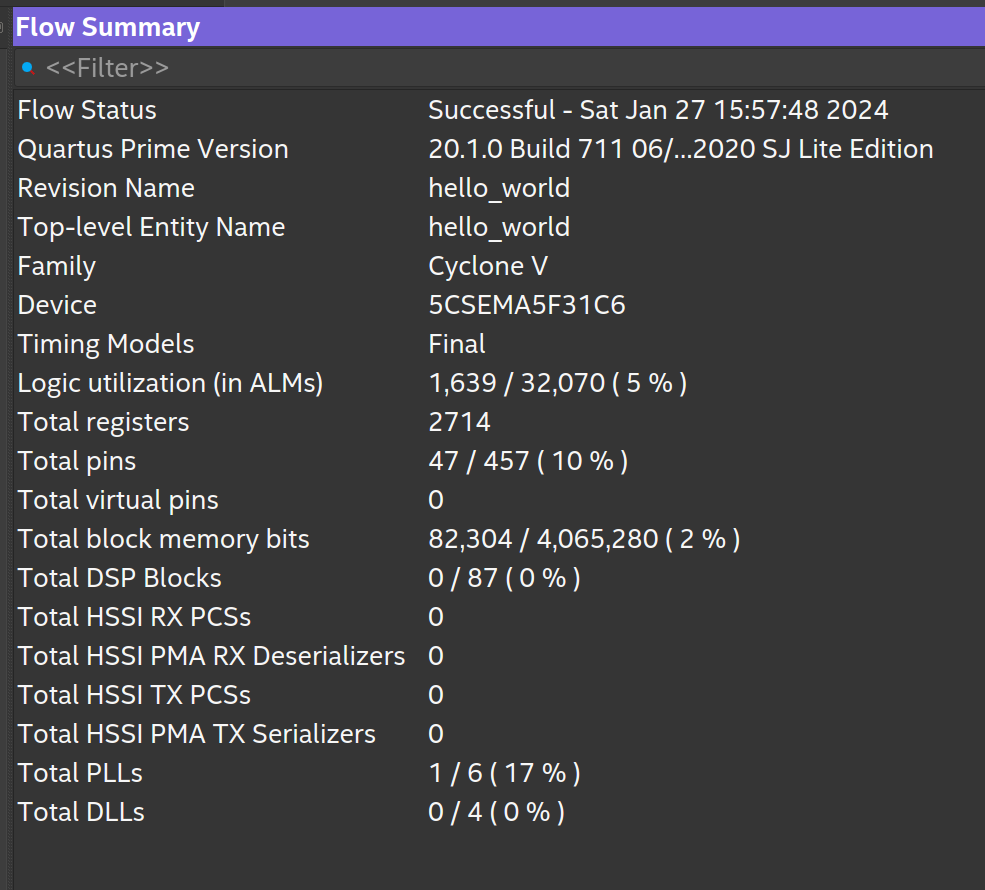 Flow Summary
<<Filter>>
Flow Status Successful - Sat Jan 27 15:57:48 2024
Quartus Prime Version 20.1.0 Build 711 06/...2020 SJ Lite Edition
Revision Name hello_world
Top-level Entity Name hello_world
Family Cyclone V
Device 5CSEMA5F31C6
Timing Models Final
Logic utilization (in ALMs) 1,639 / 32,070 ( 5 % )
Total registers 2714
Total pins 47 / 457 ( 10 % )
Total virtual pins 0
Total block memory bits 82,304 / 4,065,280 ( 2 % )
Total DSP Blocks 0 / 87 ( 0 % )
Total HSSI RX PCSs 0
Total HSSI PMA RX Deserializers 0
Total HSSI TX PCSs 0
Total HSSI PMA TX Serializers 0
Total PLLs 1 / 6 ( 17 % )
Total DLLs 0 / 4 ( 0 % )